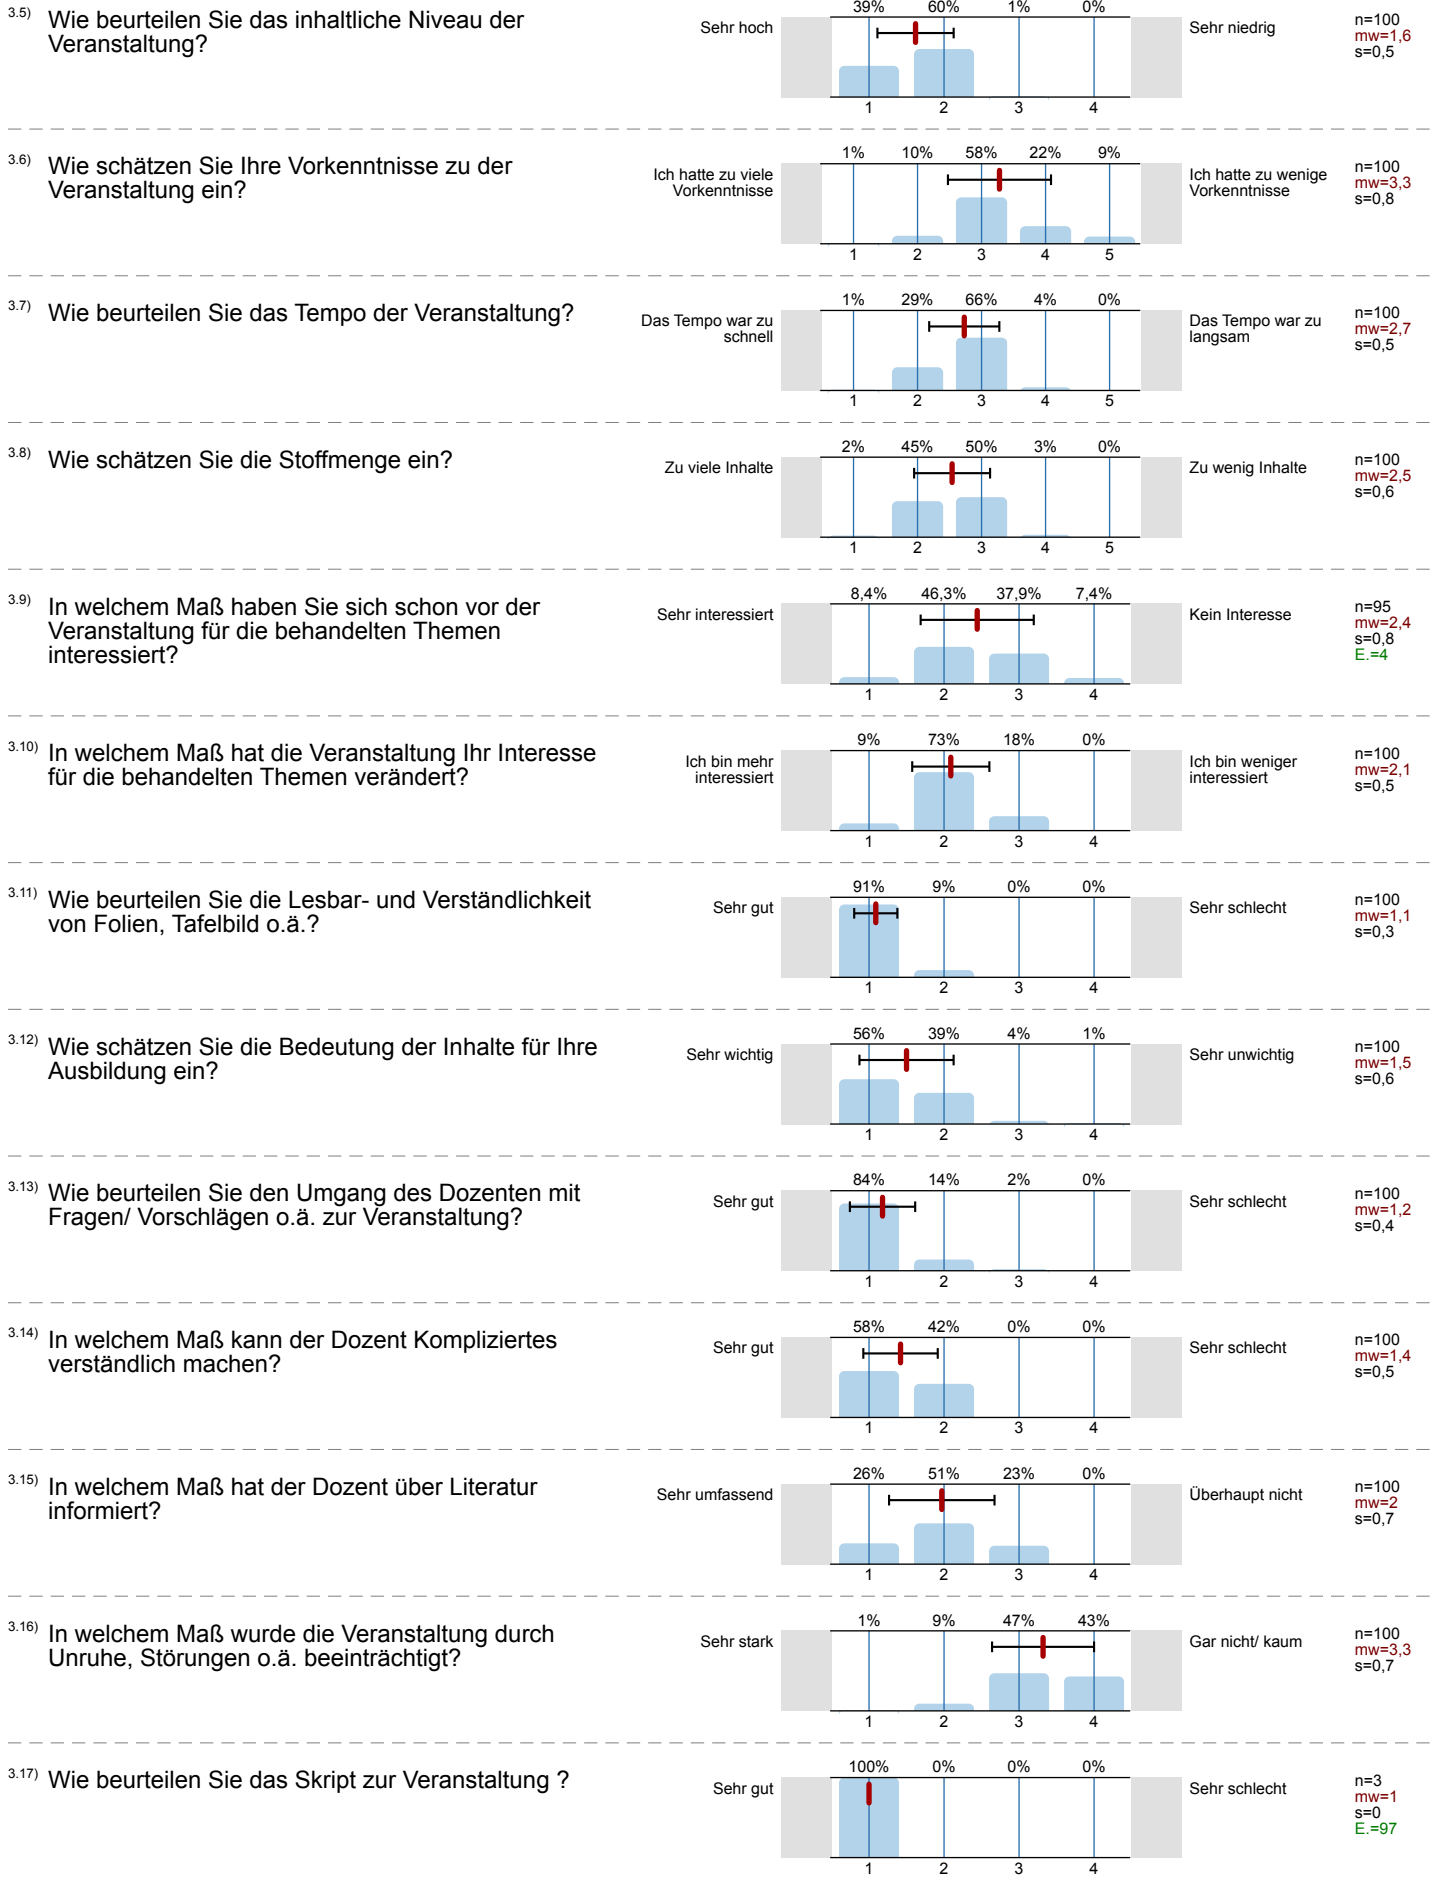 3.5) Wie beurteilen Sie das inhaltliche Niveau der
Veranstaltung?
Sehr hoch
39% 60% 1% 0%
1 2 3 4
Sehr niedrig
n=100
mw=1,6
s=0,5
3.6) Wie schätzen Sie Ihre Vorkenntnisse zu der
Veranstaltung ein?
Ich hatte zu viele
Vorkenntnisse
1% 10% 58% 22% 9%
1 2 3 4 5
Ich hatte zu wenige
Vorkenntnisse
n=100
mw=3,3
s=0,8
3.7) Wie beurteilen Sie das Tempo der Veranstaltung?
Das Tempo war zu
schnell
1% 29% 66% 4% 0%
1 2 3 4 5
Das Tempo war zu
langsam
n=100
mw=2,7
s=0,5
3.8) Wie schätzen Sie die Stoffmenge ein?
Zu viele Inhalte
2% 45% 50% 3% 0%
1 2 3 4 5
Zu wenig Inhalte
n=100
mw=2,5
s=0,6
3.9) In welchem Maß haben Sie sich schon vor der
Veranstaltung für die behandelten Themen
interessiert?
Sehr interessiert
8,4% 46,3% 37,9% 7,4%
1 2 3 4
Kein Interesse
n=95
mw=2,4
s=0,8
E.=4
3.10) In welchem Maß hat die Veranstaltung Ihr Interesse
für die behandelten Themen verändert?
Ich bin mehr
interessiert
9% 73% 18% 0%
1 2 3 4
Ich bin weniger
interessiert
n=100
mw=2,1
s=0,5
3.11) Wie beurteilen Sie die Lesbar- und Verständlichkeit
von Folien, Tafelbild o.ä.?
Sehr gut
91% 9% 0% 0%
1 2 3 4
Sehr schlecht
n=100
mw=1,1
s=0,3
3.12) Wie schätzen Sie die Bedeutung der Inhalte für Ihre
Ausbildung ein?
Sehr wichtig
56% 39% 4% 1%
1 2 3 4
Sehr unwichtig
n=100
mw=1,5
s=0,6
3.13) Wie beurteilen Sie den Umgang des Dozenten mit
Fragen/ Vorschlägen o.ä. zur Veranstaltung?
Sehr gut
84% 14% 2% 0%
1 2 3 4
Sehr schlecht
n=100
mw=1,2
s=0,4
3.14) In welchem Maß kann der Dozent Kompliziertes
verständlich machen?
Sehr gut
58% 42% 0% 0%
1 2 3 4
Sehr schlecht
n=100
mw=1,4
s=0,5
3.15) In welchem Maß hat der Dozent über Literatur
informiert?
Sehr umfassend
26% 51% 23% 0%
1 2 3 4
Überhaupt nicht
n=100
mw=2
s=0,7
3.16) In welchem Maß wurde die Veranstaltung durch
Unruhe, Störungen o.ä. beeinträchtigt?
Sehr stark
1% 9% 47% 43%
1 2 3 4
Gar nicht/ kaum
n=100
mw=3,3
s=0,7
3.17) Wie beurteilen Sie das Skript zur Veranstaltung ?
Sehr gut
100% 0% 0% 0%
1 2 3 4
Sehr schlecht
n=3
mw=1
s=0
E.=97